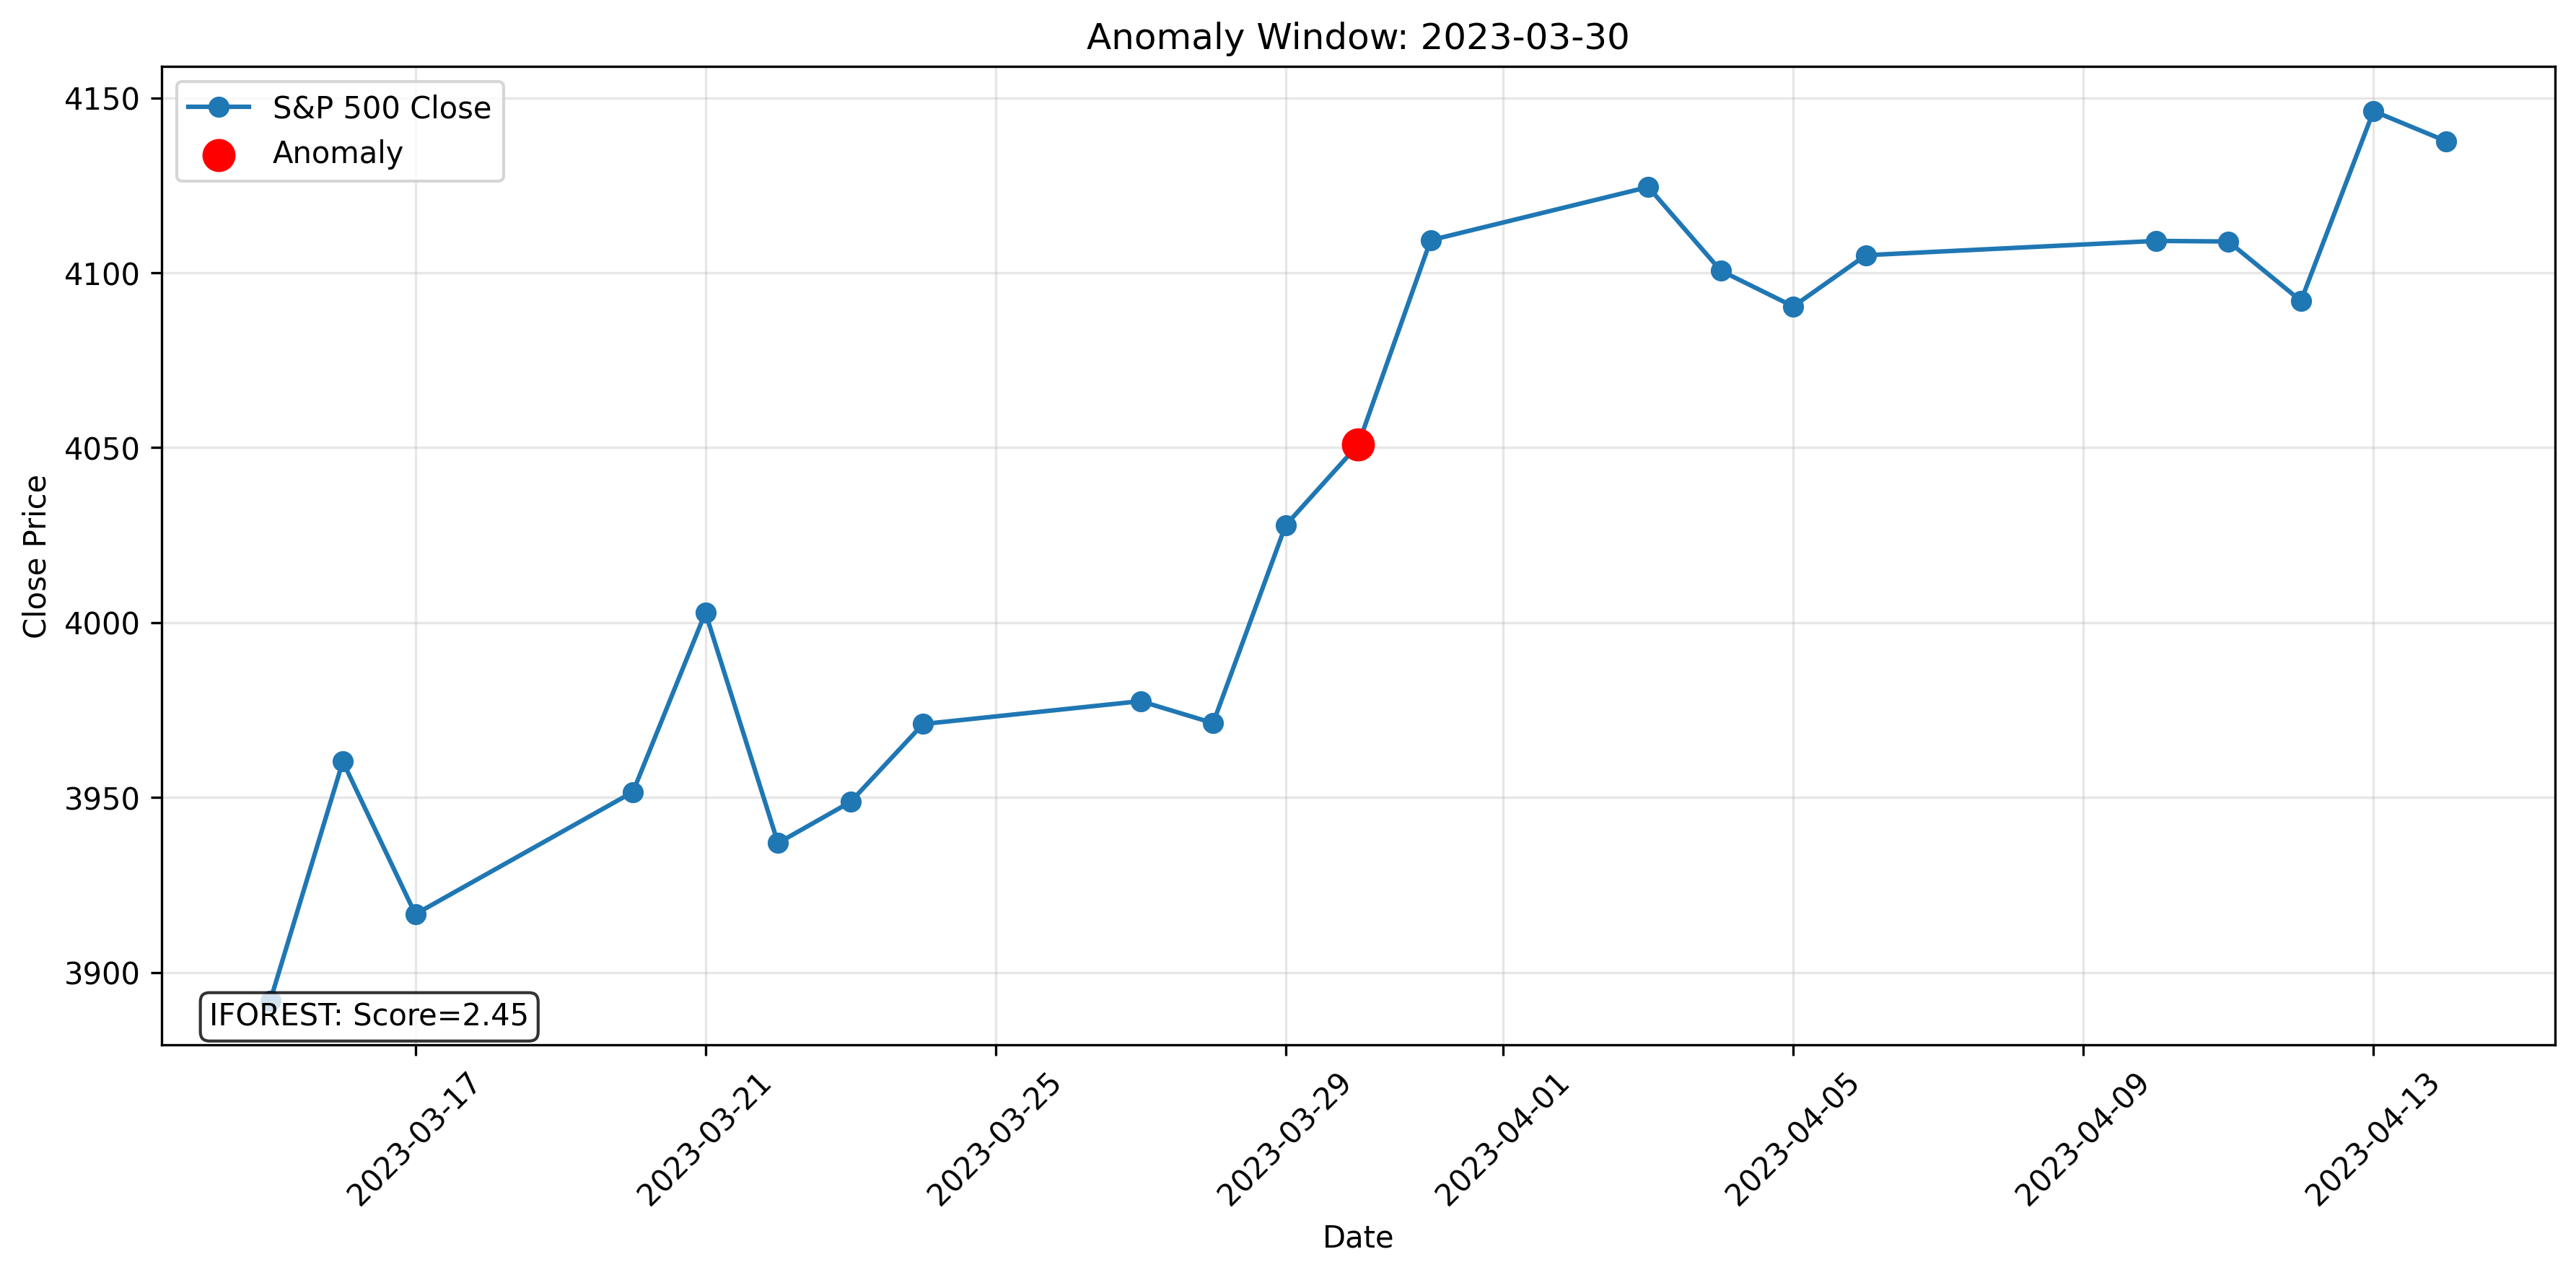 Anomaly Window: 2023-03-30
S&P 500 Close
Anomaly
4150
4100
4050
4000
3950
3900
Close Price
IFOREST: Score=2.45
2023-03-17
2023-03-21
2023-03-25
2023-03-29
2023-04-01
2023-04-05
2023-04-09
2023-04-13
Date